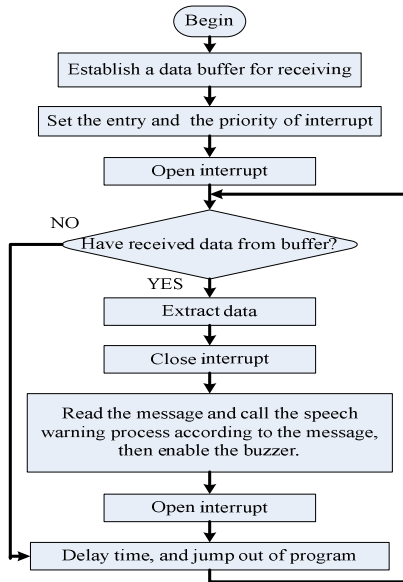 Begin
Establish a data buffer for receiving
Set the entry and the priority of interrupt
Open interrupt
NO
Have received data from buffer?
YES
Extract data
Close interrupt
Read the message and call the speech
warning process according to the message,
then enable the buzzer.
Open interrupt
Delay time, and jump out of program